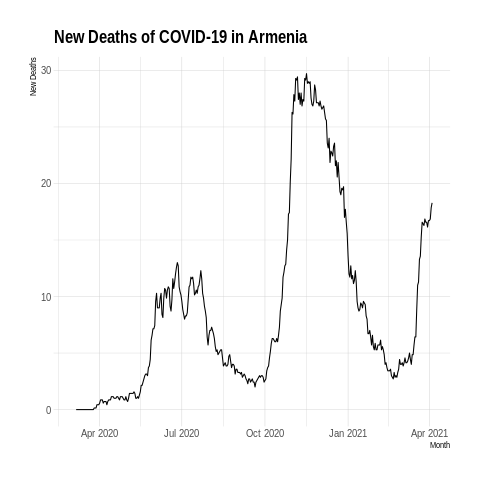 New Deaths of COVID-19 in Armenia
New Deaths
30
20
10
0
Apr 2020 Jul 2020 Oct 2020 Jan 2021 Apr 2021
Month